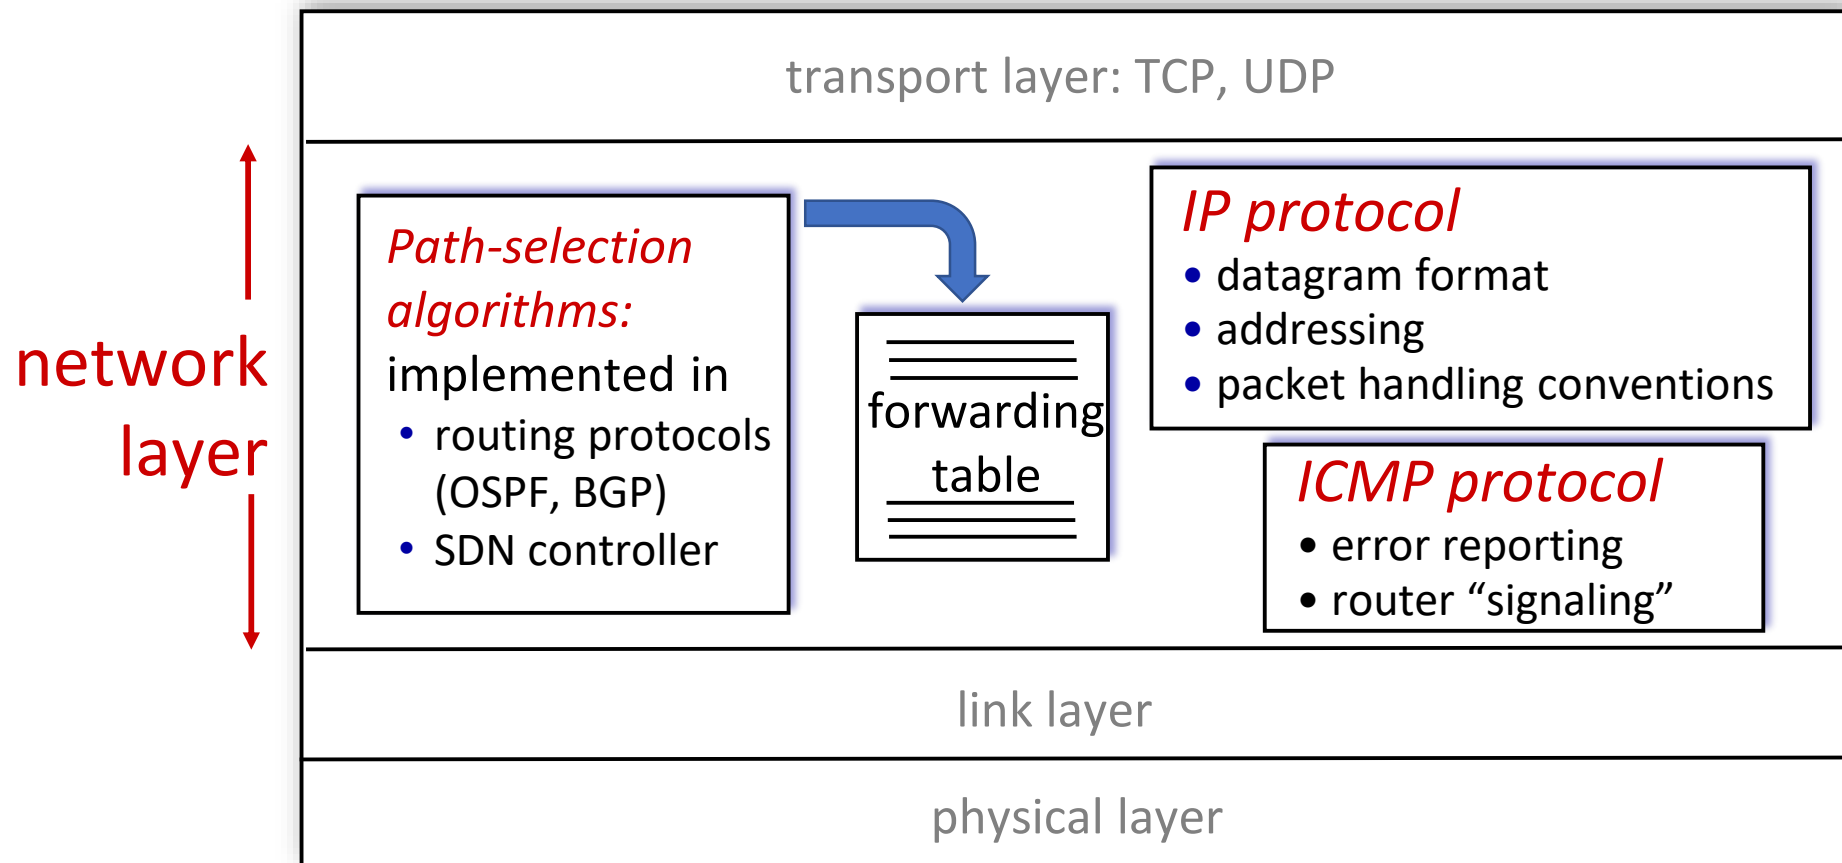 transport layer: TCP, UDP
network
layer
Path-selection
algorithms:
implemented in
• routing protocols
(OSPF, BGP)
• SDN controller
forwarding
table
IP protocol
• datagram format
• addressing
• packet handling conventions
ICMP protocol
• error reporting
• router “signaling”
link layer
physical layer